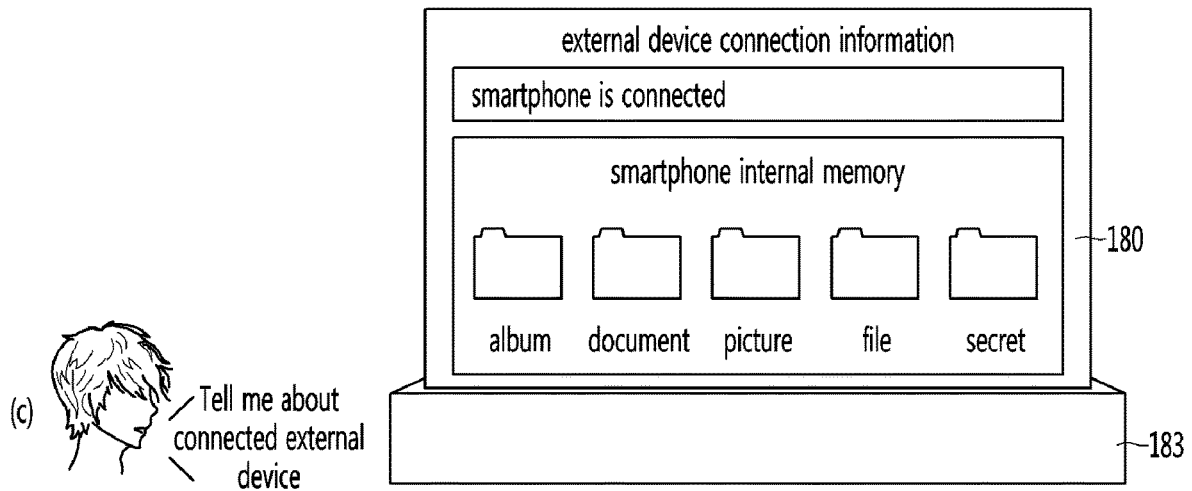 external device connection information
smartphone is connected
smartphone internal memory
album document picture file secret
180
(c)
Tell me about
connected external
device
183